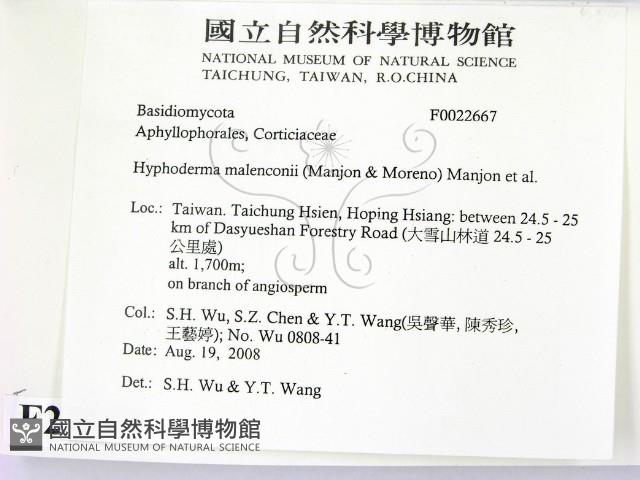 國立自然科學博物館
NATIONAL MUSEUM OF NATURAL SCIENCE
TAICHUNG, TAIWAN, R.O.CHINA
Basidiomycota F0022667
Aphyllophorales, Corticiaceae
Hyphoderma malenconii (Manjon & Moreno) Manjon et al.
Loc.: Taiwan. Taichung Hsien, Hoping Hsiang: between 24.5 - 25
km of Dasyueshan Forestry Road (大雪山林道 24.5 - 25
公里處)
alt. 1,700m;
on branch of angiosperm
Col.: S.H. Wu, S.Z. Chen & Y.T. Wang(吳聲華, 陳秀珍,
王藝婷); No. Wu 0808-41
Date: Aug. 19, 2008
Det.: S.H. Wu & Y.T. Wang
國立自然科學博物館
NATIONAL MUSEUM OF NATURAL SCIENCE